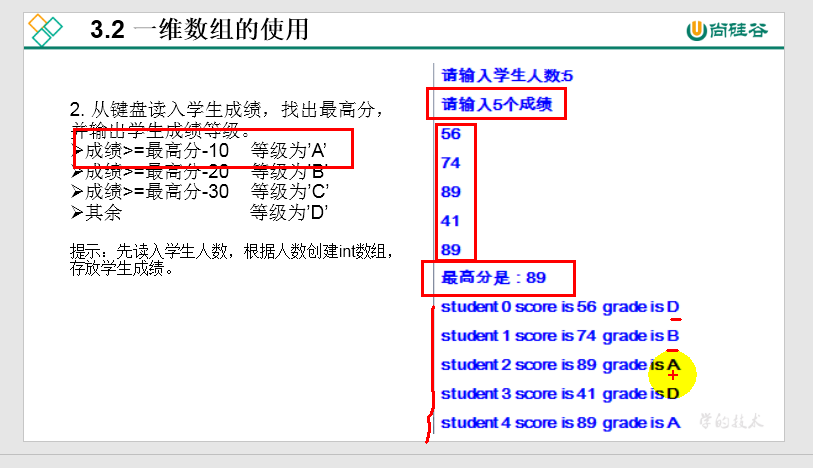 3.2 一维数组的使用
尚硅谷
2. 从键盘读入学生成绩，找出最高分，
并输出学生成绩等级。
➢成绩>=最高分-10 等级为’A’
➢成绩>=最高分-20 等级为’B’
➢成绩>=最高分-30 等级为’C’
➢其余 等级为’D’
提示：先读入学生人数，根据人数创建int数组，
存放学生成绩。
请输入学生人数:5
请输入5个成绩
56
74
89
41
89
最高分是：89
student 0 score is 56 grade is D
student 1 score is 74 grade is B
student 2 score is 89 grade is A
student 3 score is 41 grade is D
student 4 score is 89 grade is A
学的技术